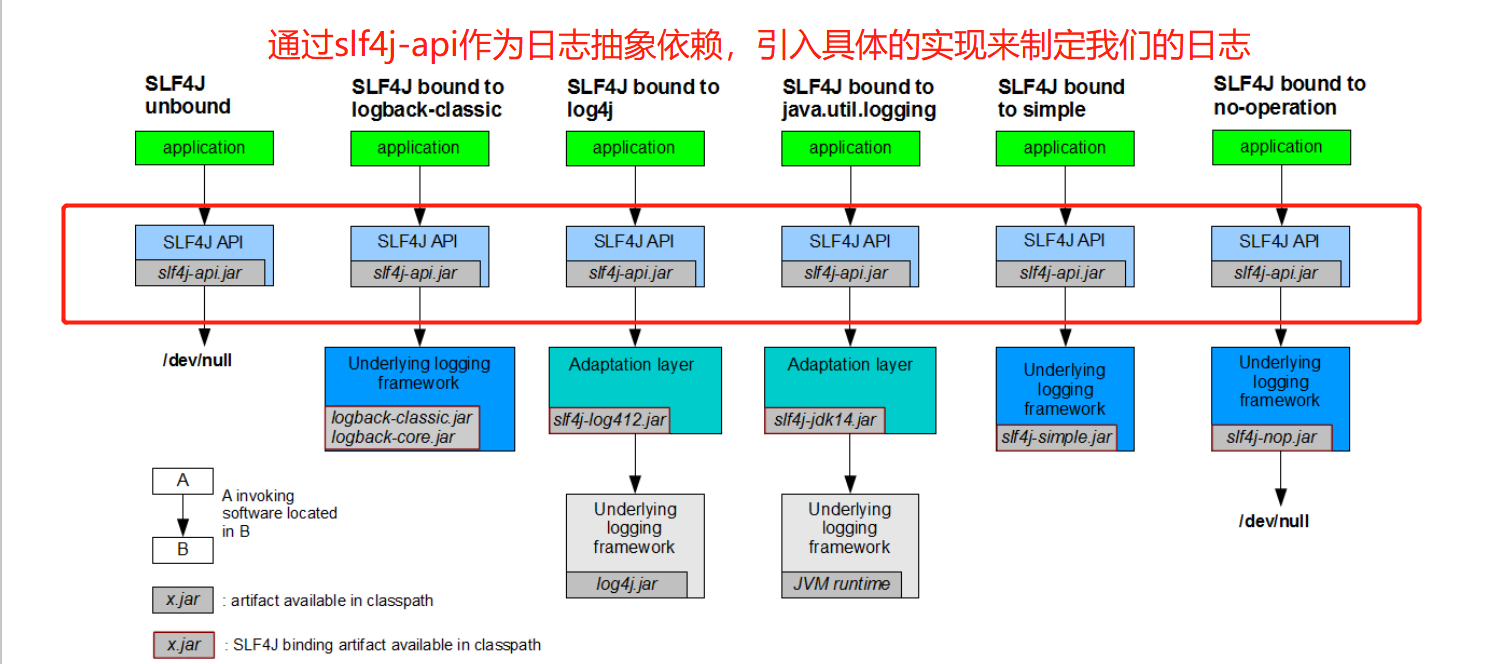 通过slf4j-api作为日志抽象依赖，引入具体的实现来制定我们的日志
SLF4J
unbound
SLF4J bound to
logback-classic
SLF4J bound to
log4j
SLF4J bound to
java.util.logging
SLF4J bound
to simple
SLF4J bound to
no-operation
application
application
application
application
application
application
SLF4J API
slf4j-api.jar
SLF4J API
slf4j-api.jar
SLF4J API
slf4j-api.jar
SLF4J API
slf4j-api.jar
SLF4J API
slf4j-api.jar
SLF4J API
slf4j-api.jar
/dev/null
Underlying logging
framework
logback-classic.jar
logback-core.jar
Adaptation layer
slf4j-log412.jar
Adaptation layer
slf4j-jdk14.jar
Underlying
logging
framework
slf4j-simple.jar
Underlying
logging
framework
slf4j-nop.jar
Underlying
logging
framework
log4j.jar
Underlying
logging
framework
JVM runtime
/dev/null
A
A invoking
software located
in B
B
x.jar
: artifact available in classpath
x.jar
: SLF4J binding artifact available in classpath